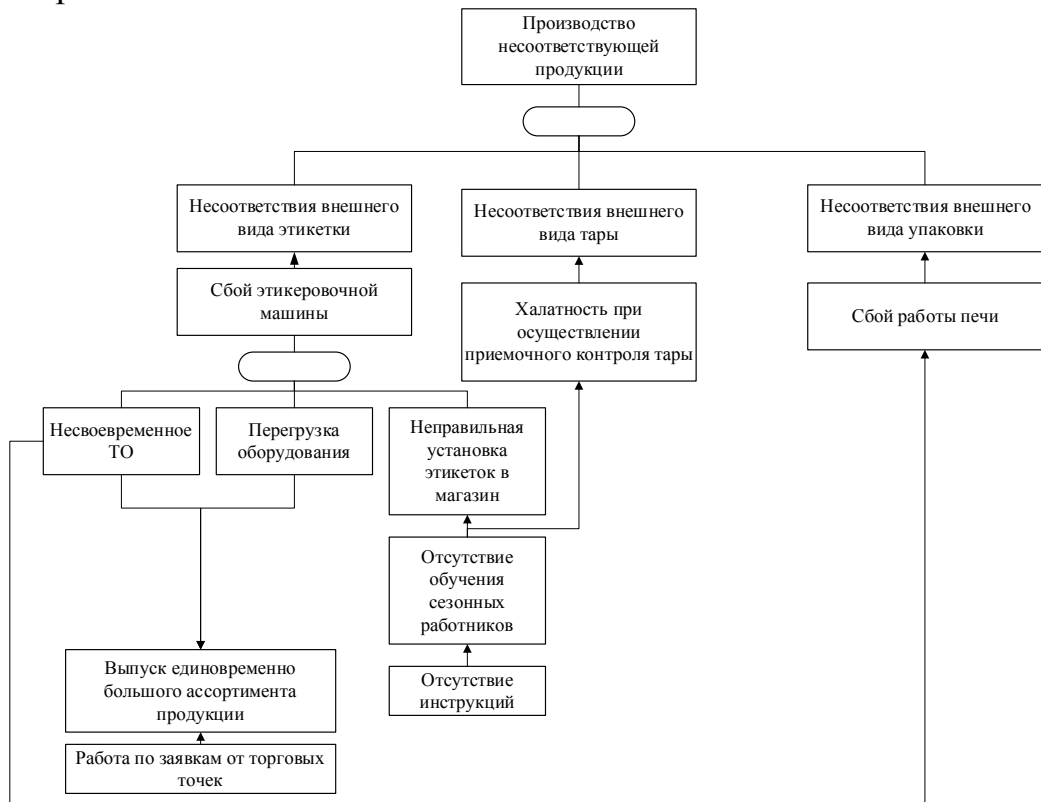 Производство
несоответствующей
продукции
Несоответствия внешнего
вида этикетки
Несоответствия внешнего
вида тары
Несоответствия внешнего
вида упаковки
Сбой этикеровочной
машины
Халатность при
осуществлении
приемочного контроля тары
Сбой работы печи
Несвоевременное
ТО
Перегрузка
оборудования
Неправильная
установка
этикеток в
магазин
Отсутствие
обучения
сезонных
работников
Выпуск единовременно
большого ассортимента
продукции
Отсутствие
инструкций
Работа по заявкам от торговых
точек